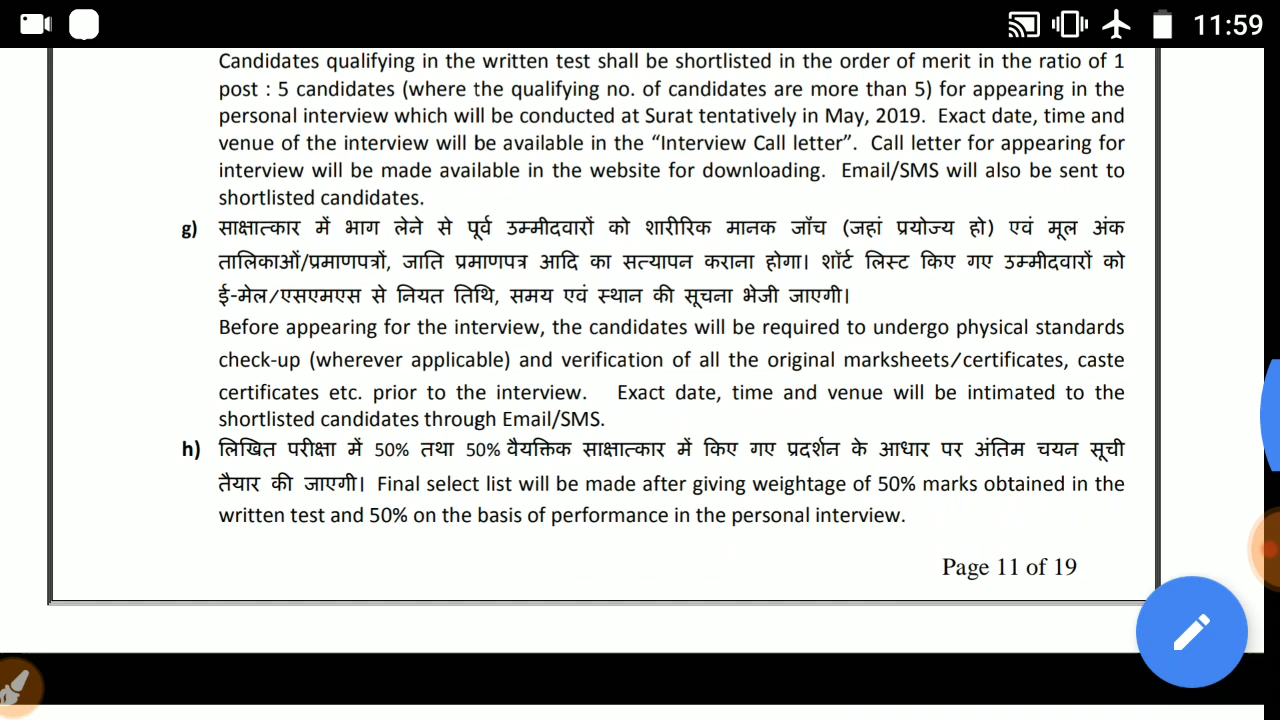 11:59
Candidates qualifying in the written test shall be shortlisted in the order of merit in the ratio of 1
post : 5 candidates (where the qualifying no. of candidates are more than 5) for appearing in the
personal interview which will be conducted at Surat tentatively in May, 2019. Exact date, time and
venue of the interview will be available in the “Interview Call letter”. Call letter for appearing for
interview will be made available in the website for downloading. Email/SMS will also be sent to
shortlisted candidates.
g) साक्षात्कार में भाग लेने से पूर्व उम्मीदवारों को शारीरिक मानक जाँच (जहां प्रयोज्य हो) एवं मूल अंक
तालिकाओं/प्रमाणपत्रों, जाति प्रमाणपत्र आदि का सत्यापन कराना होगा। शॉर्ट लिस्ट किए गए उम्मीदवारों को
ई-मेल/एसएमएस से नियत तिथि, समय एवं स्थान की सूचना भेजी जाएगी।
Before appearing for the interview, the candidates will be required to undergo physical standards
check-up (wherever applicable) and verification of all the original marksheets/certificates, caste
certificates etc. prior to the interview. Exact date, time and venue will be intimated to the
shortlisted candidates through Email/SMS.
h) लिखित परीक्षा में 50% तथा 50% वैयक्तिक साक्षात्कार में किए गए प्रदर्शन के आधार पर अंतिम चयन सूची
तैयार की जाएगी। Final select list will be made after giving weightage of 50% marks obtained in the
written test and 50% on the basis of performance in the personal interview.
Page 11 of 19